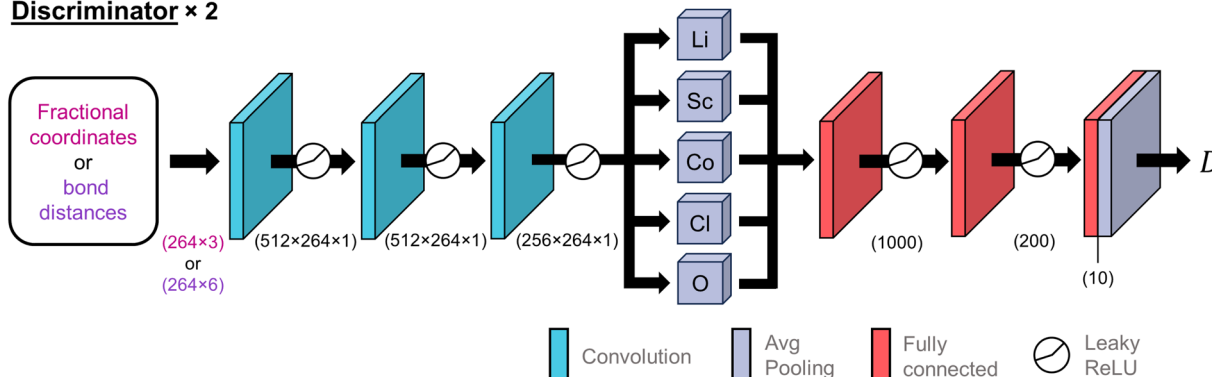 Discriminator × 2
Fractional
coordinates
or
bond
distances
(264×3)
or
(264×6)
(512×264×1)
(512×264×1)
(256×264×1)
Li
Sc
Co
Cl
O
(1000)
(200)
(10)
Convolution
Avg
Pooling
Fully
connected
Leaky
ReLU